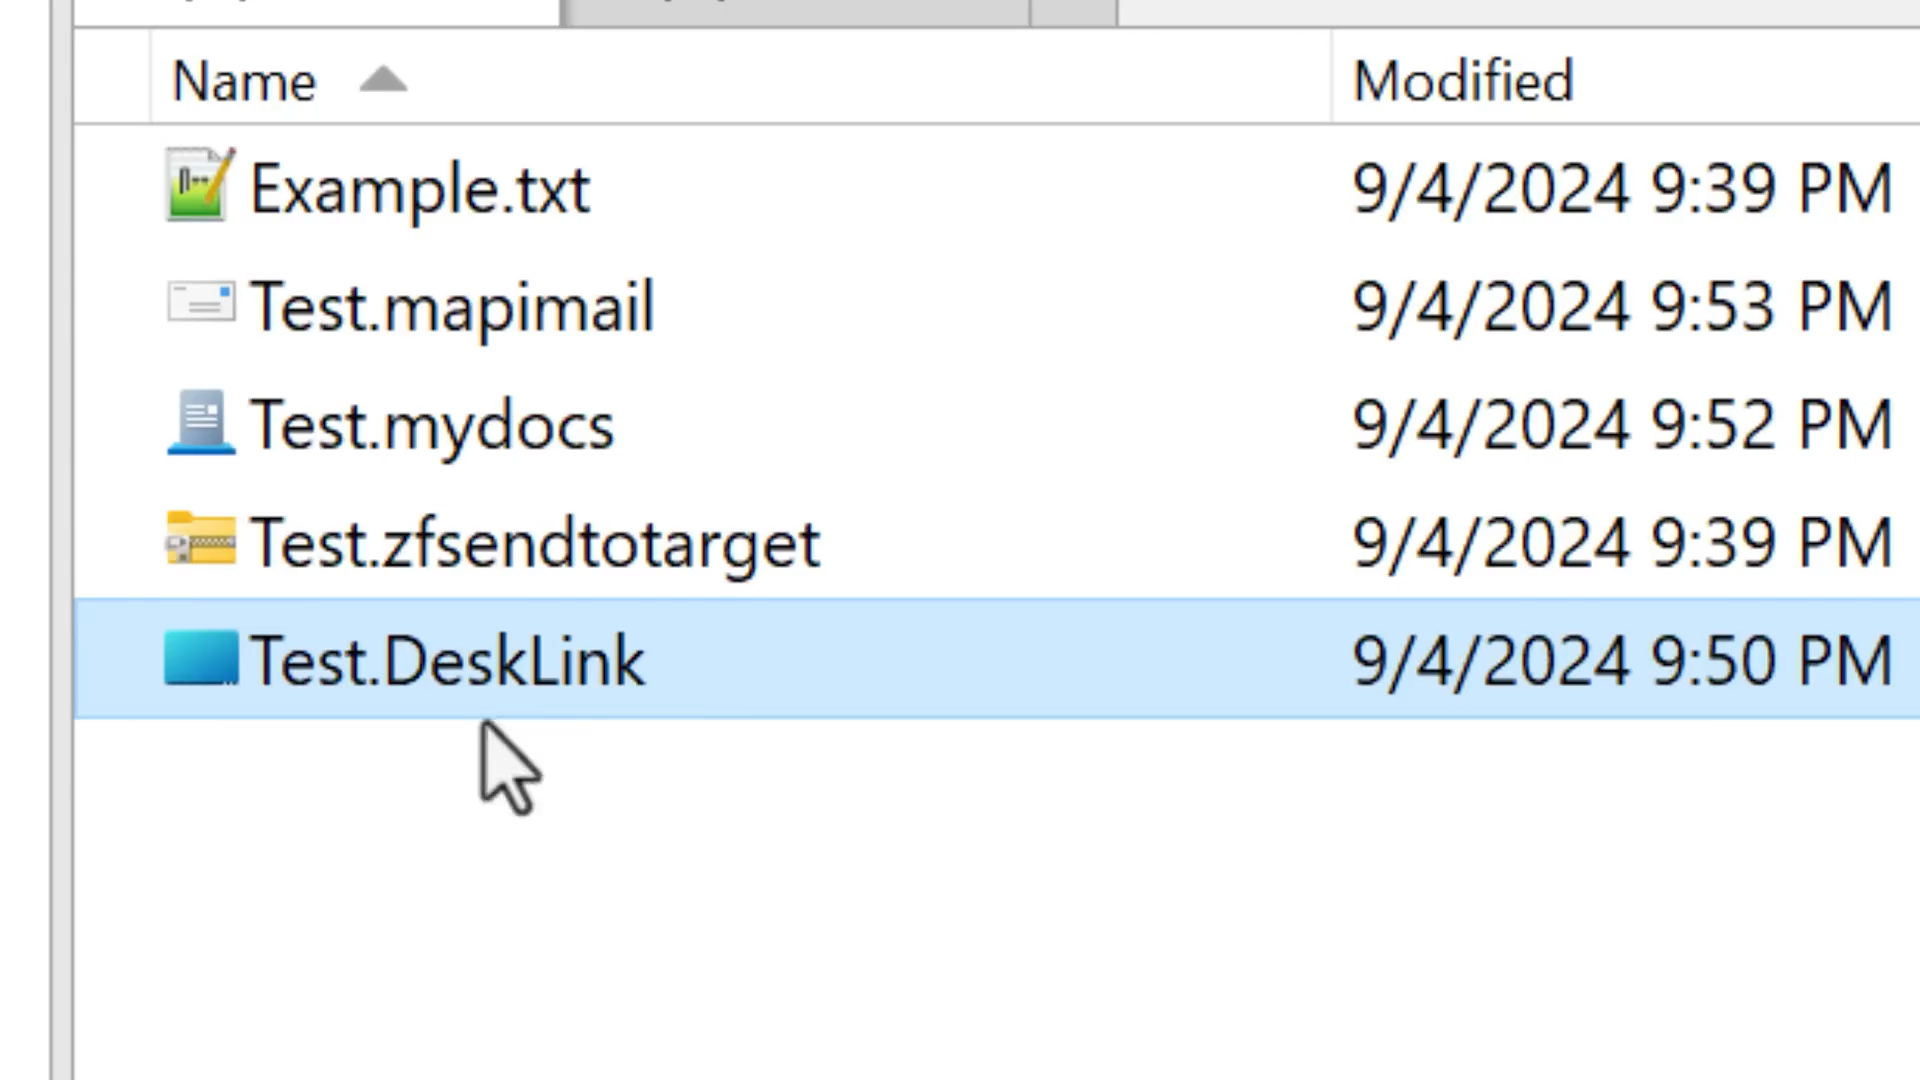 Name Modified
Example.txt 9/4/2024 9:39 PM
Test.mapimail 9/4/2024 9:53 PM
Test.mydocs 9/4/2024 9:52 PM
Test.zfsendtotarget 9/4/2024 9:39 PM
Test.DeskLink 9/4/2024 9:50 PM